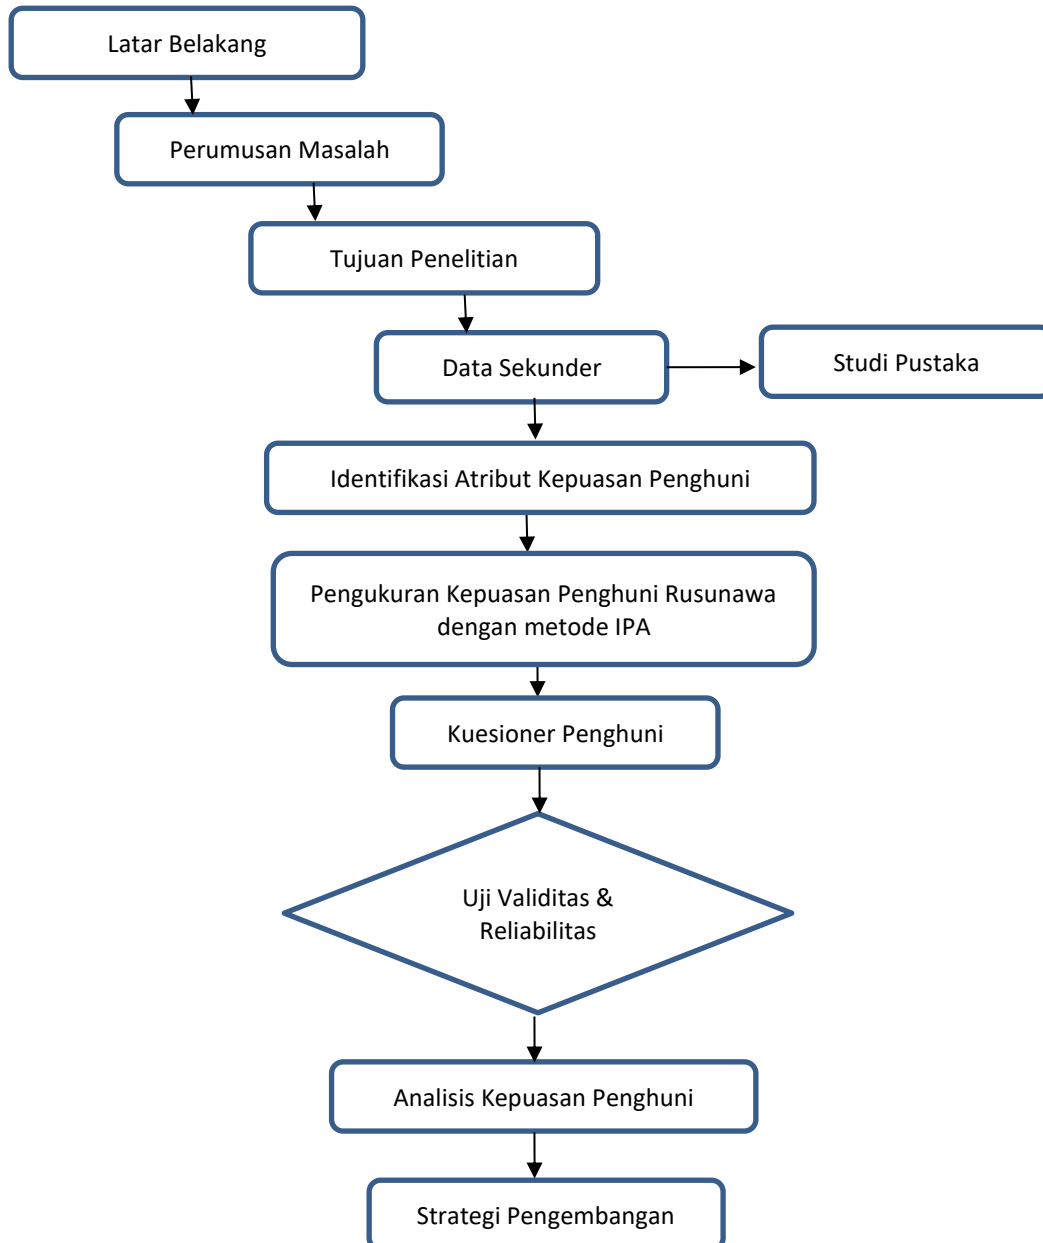 Latar Belakang
Perumusan Masalah
Tujuan Penelitian
Data Sekunder
Studi Pustaka
Identifikasi Atribut Kepuasan Penghuni
Pengukuran Kepuasan Penghuni Rusunawa
dengan metode IPA
Kuesioner Penghuni
Uji Validitas &
Reliabilitas
Analisis Kepuasan Penghuni
Strategi Pengembangan